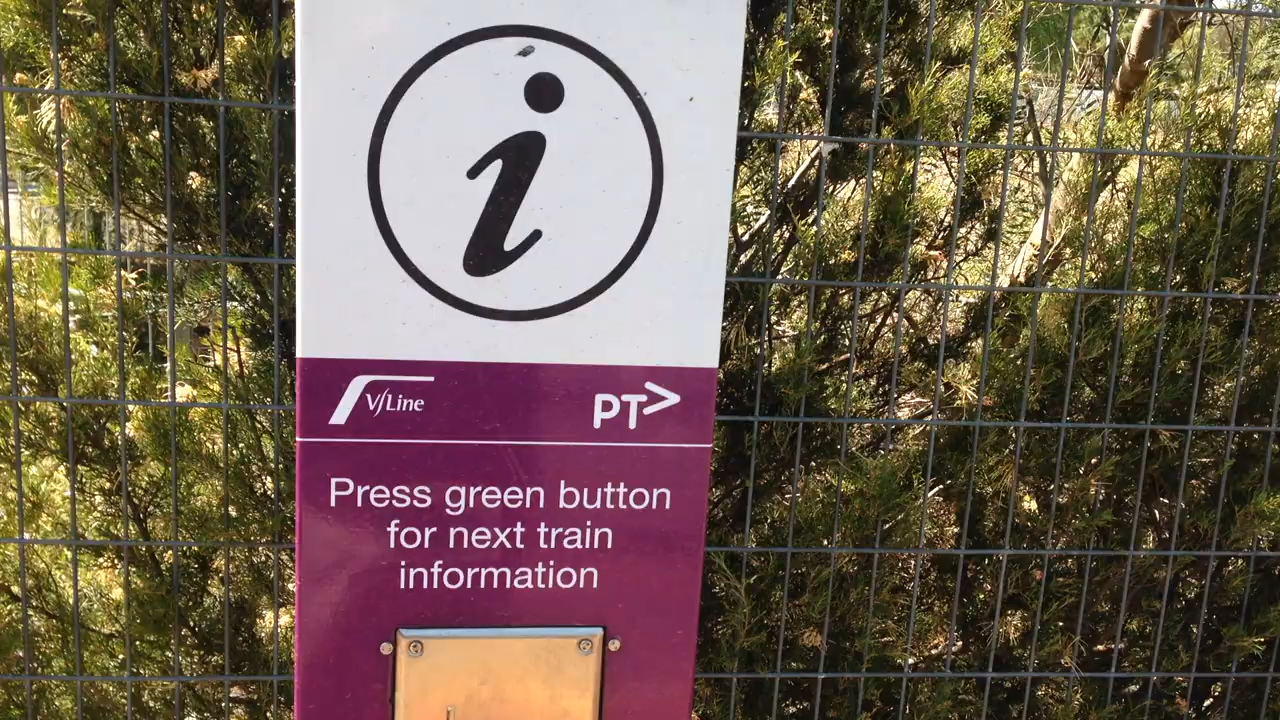 i
V/Line
PT>
Press green button
for next train
information